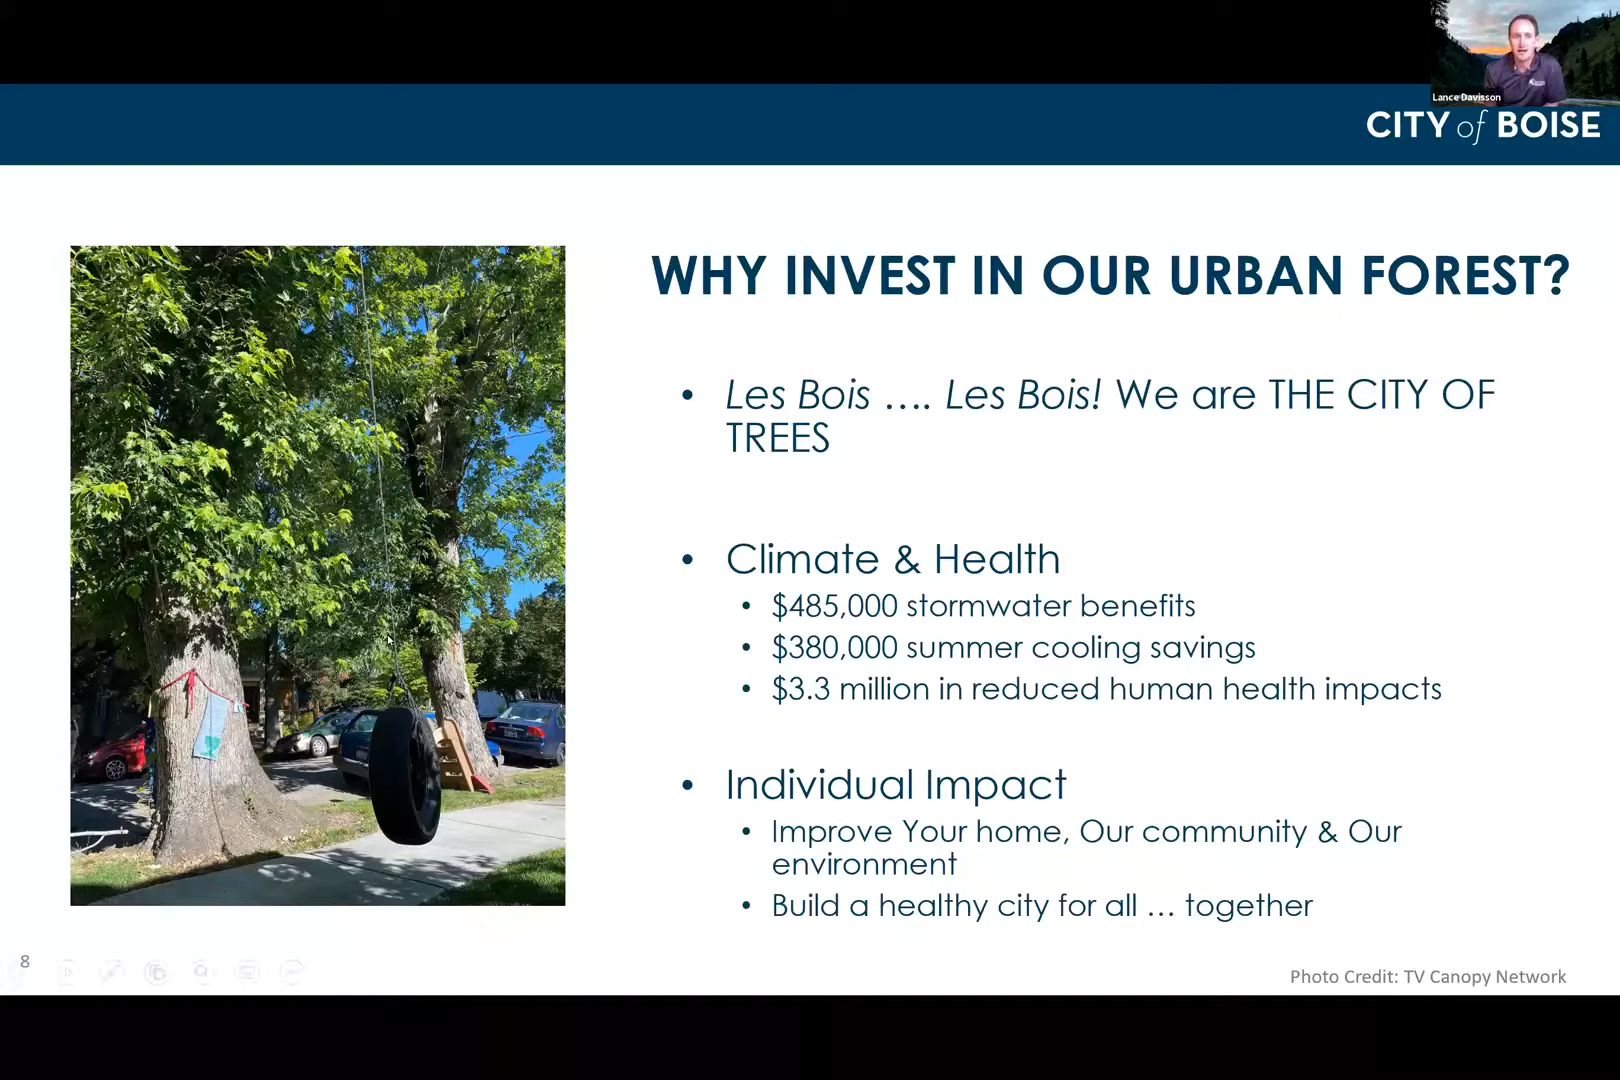 Lance Davisson
CITY of BOISE
WHY INVEST IN OUR URBAN FOREST?
• Les Bois …. Les Bois! We are THE CITY OF
TREES
• Climate & Health
• $485,000 stormwater benefits
• $380,000 summer cooling savings
• $3.3 million in reduced human health impacts
• Individual Impact
• Improve Your home, Our community & Our
environment
• Build a healthy city for all … together
8
Photo Credit: TV Canopy Network